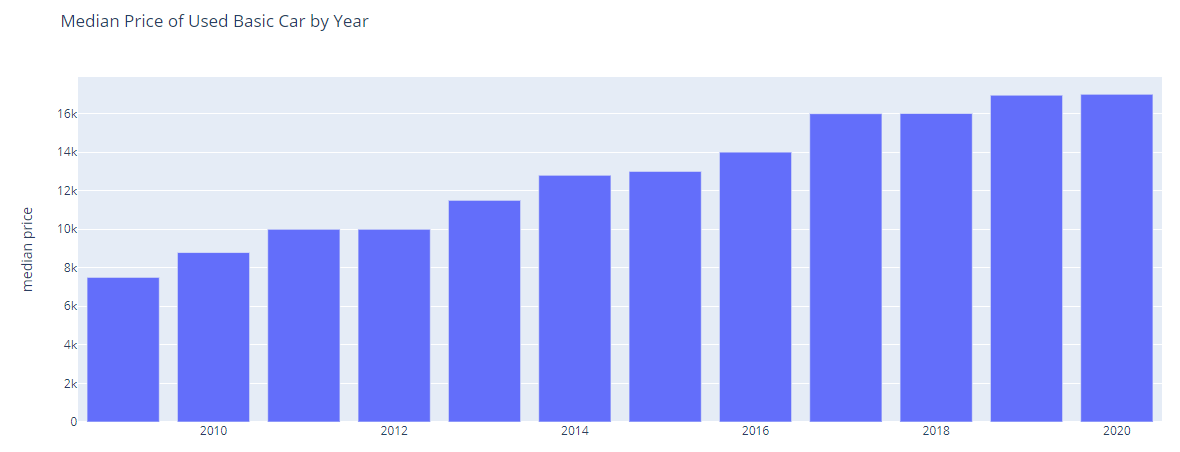 Median Price of Used Basic Car by Year
16k
14k
12k
10k
8k
6k
4k
2k
0
median price
2010 2012 2014 2016 2018 2020